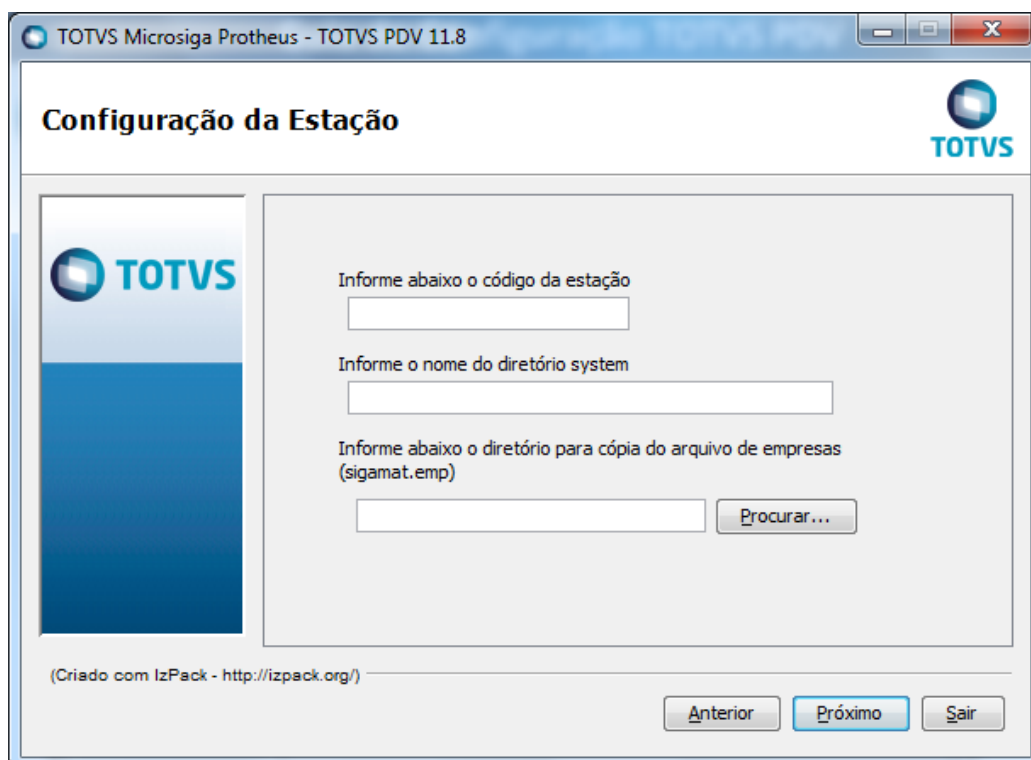 TOTVS Microsiga Protheus - TOTVS PDV 11.8
Configuração da Estação
TOTVS
TOTVS
Informe abaixo o código da estação
Informe o nome do diretório system
Informe abaixo o diretório para cópia do arquivo de empresas
(sigamat.emp)
Procurar...
(Criado com IzPack - http://izpack.org/)
Anterior
Próximo
Sair